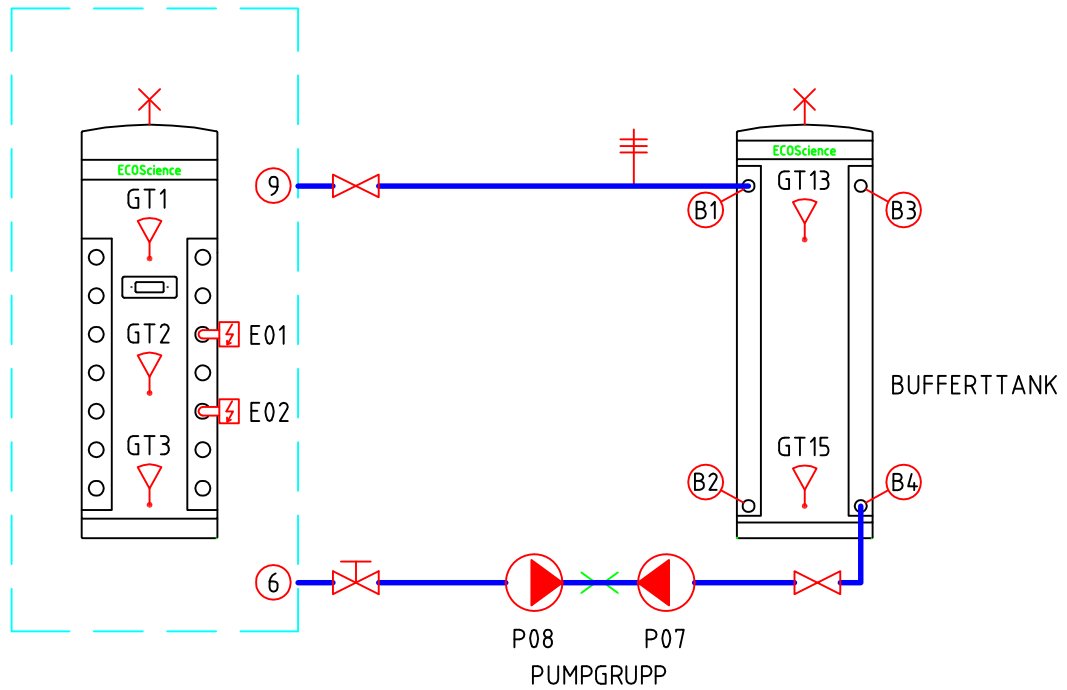 ECOScience
ECOScience
9
GT1
B1
GT13
B3
GT2
E01
BUFFERTTANK
E02
GT3
GT15
B2
B4
6
P08
P07
PUMPGRUPP